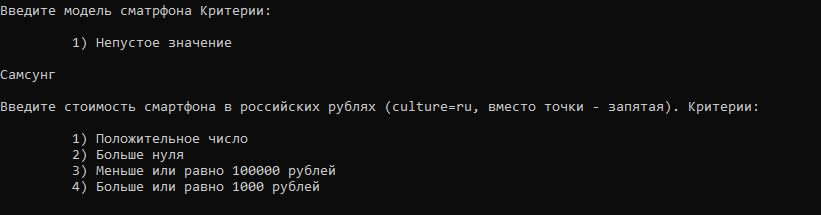 Введите модель сматрфона Критерии:
1) Непустое значение
Самсунг
Введите стоимость смартфона в российских рублях (culture=ru, вместо точки - запятая). Критерии:
1) Положительное число
2) Больше нуля
3) Меньше или равно 100000 рублей
4) Больше или равно 1000 рублей